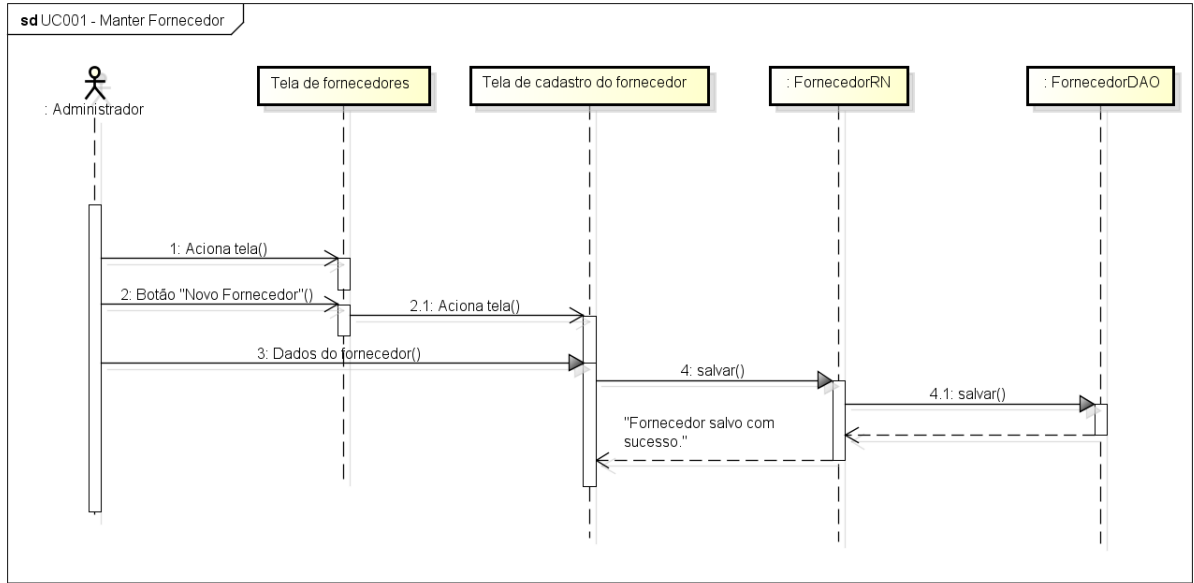 sd UC001 - Manter Fornecedor
: Administrador
Tela de fornecedores
Tela de cadastro do fornecedor
: FornecedorRN
: FornecedorDAO
1: Aciona tela()
2: Botão "Novo Fornecedor"()
2.1: Aciona tela()
3: Dados do fornecedor()
4: salvar()
4.1: salvar()
"Fornecedor salvo com
sucesso."